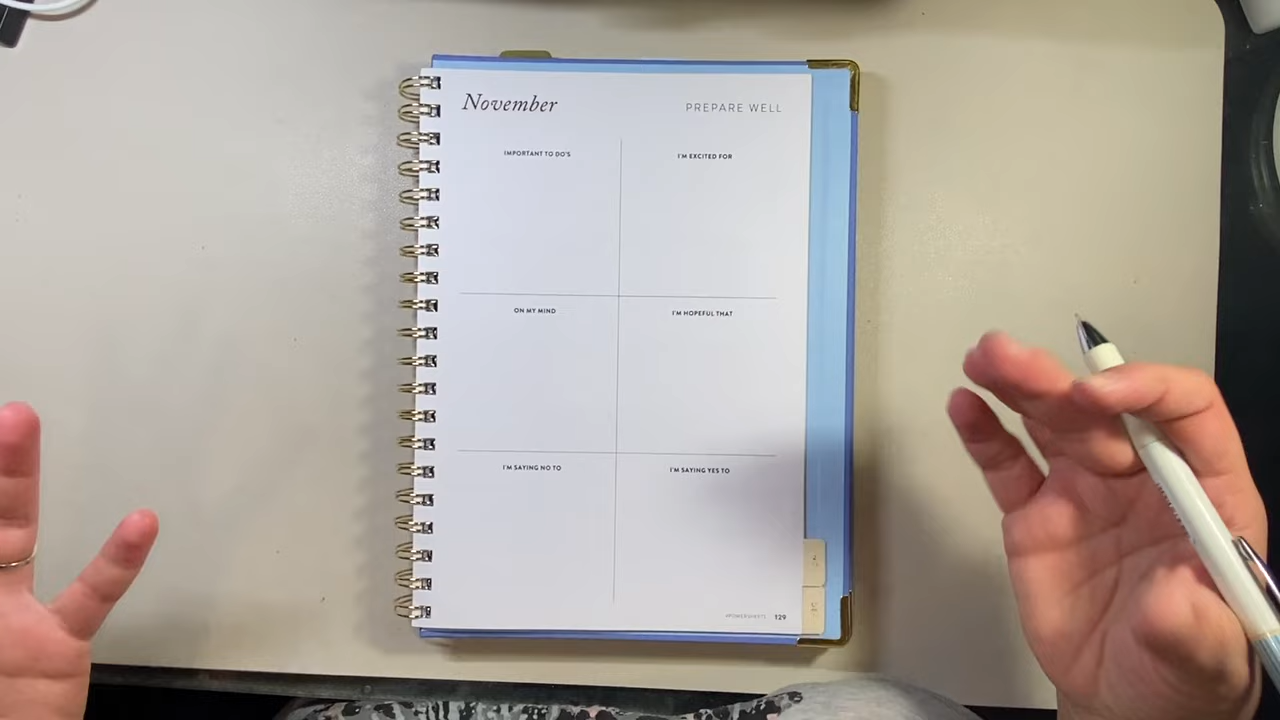 November
PREPARE WELL
IMPORTANT TO DO'S
I'M EXCITED FOR
ON MY MIND
I'M HOPEFUL THAT
I'M SAYING NO TO
I'M SAYING YES TO
#POWERSHEETS 129